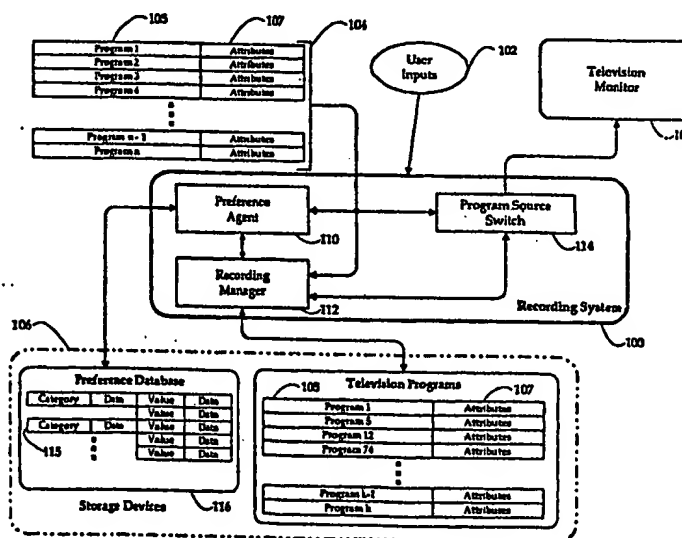 105
107
104
Program 1 Attributes
Program 2 Attributes
Program 3 Attributes
Program 4 Attributes
Program n-1 Attributes
Program n Attributes
User
Inputs
102
Television
Monitor
Preference
Agent
110
Program Source
Switch
114
Recording
Manager
112
Recording System
103
106
Preference Database
Category Data Value Data
Value Data
Category Data Value Data
Value Data
Value Data
115
Storage Devices
116
Television Programs
105
107
Program 1 Attributes
Program 5 Attributes
Program 12 Attributes
Program 74 Attributes
Program k-1 Attributes
Program k Attributes